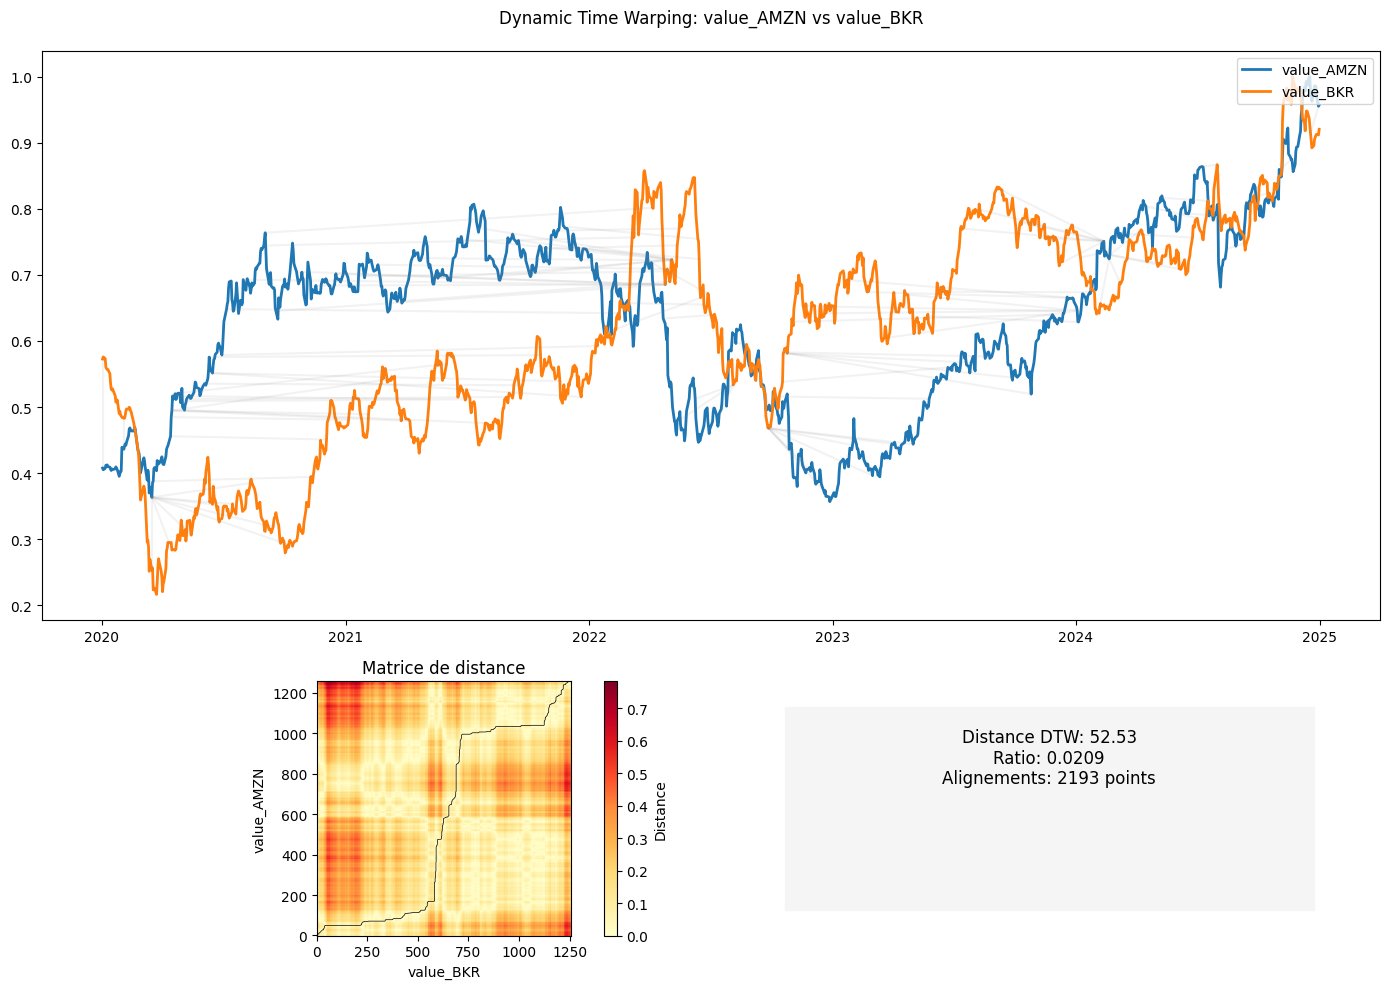 Dynamic Time Warping: value_AMZN vs value_BKR
1.0
0.9
0.8
0.7
0.6
0.5
0.4
0.3
0.2
value_AMZN
value_BKR
2020 2021 2022 2023 2024 2025
Matrice de distance
1200
1000
800
600
400
200
0
value_AMZN
0 250 500 750 1000 1250
value_BKR
0.7
0.6
0.5
0.4
0.3
0.2
0.1
0.0
Distance
Distance DTW: 52.53
Ratio: 0.0209
Alignements: 2193 points